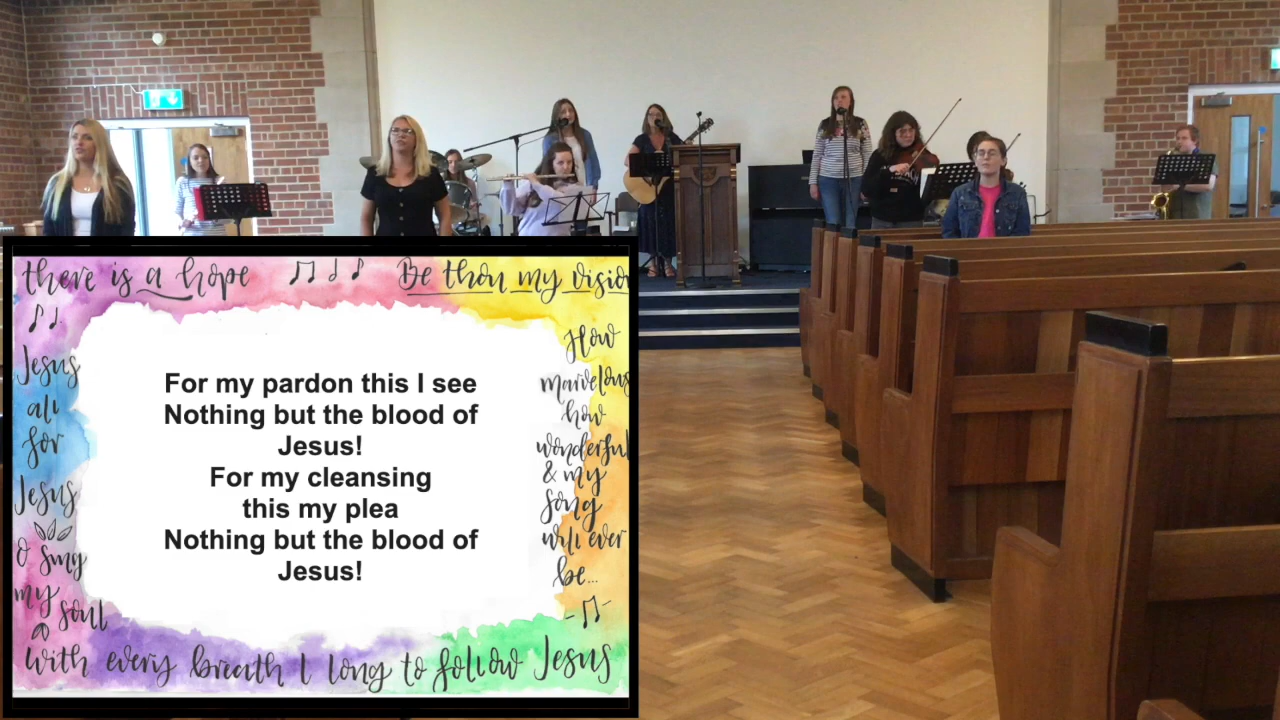 there is a hope
Be thou my vision
Jesus
all
for
Jesus
O sing
my
soul
How
marvelous
how
wonderful
& my
song
will ever
be...
For my pardon this I see
Nothing but the blood of
Jesus!
For my cleansing
this my plea
Nothing but the blood of
Jesus!
with every breath I long to follow Jesus